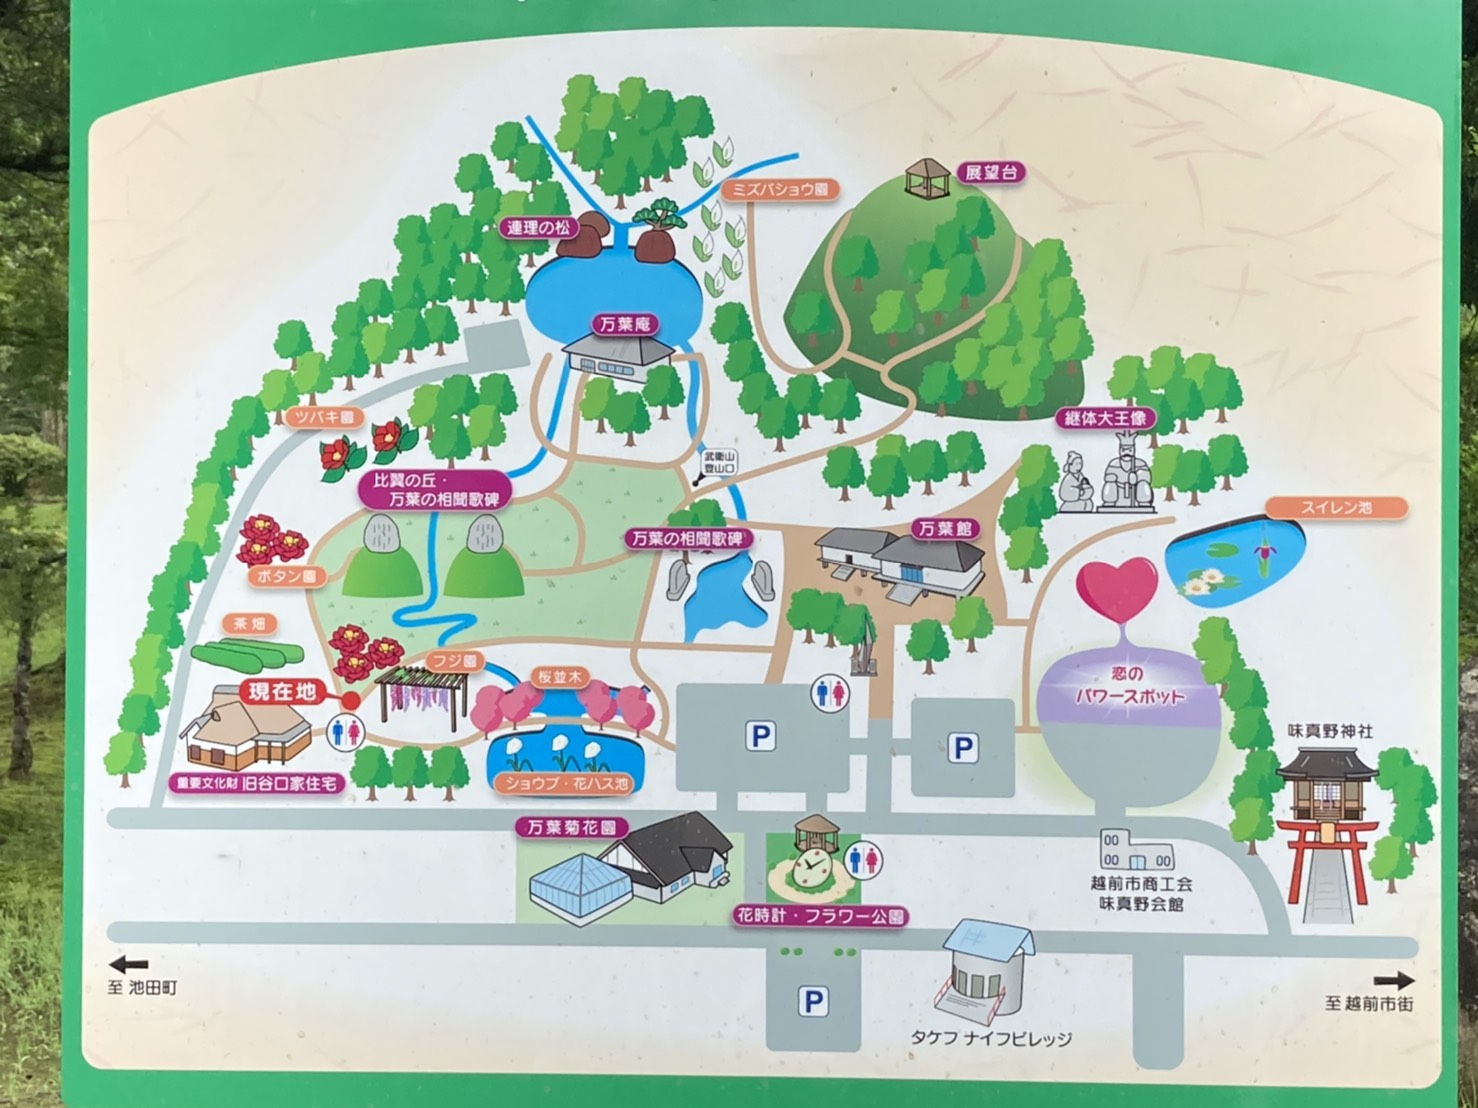 展望台
ミズバショウ園
連理の松
万葉庵
ツバキ園
継体大王像
武衛山
登山口
比翼の丘・
万葉の相聞歌碑
スイレン池
万葉の相聞歌碑
万葉館
ボタン園
茶畑
フジ園
桜並木
恋の
パワースポット
現在地
味真野神社
P
P
重要文化財 旧谷口家住宅
ショウブ・花ハス池
万葉菊花園
越前市商工会
味真野会館
花時計・フラワー公園
至 池田町
P
至 越前市街
タケフ ナイフビレッジ